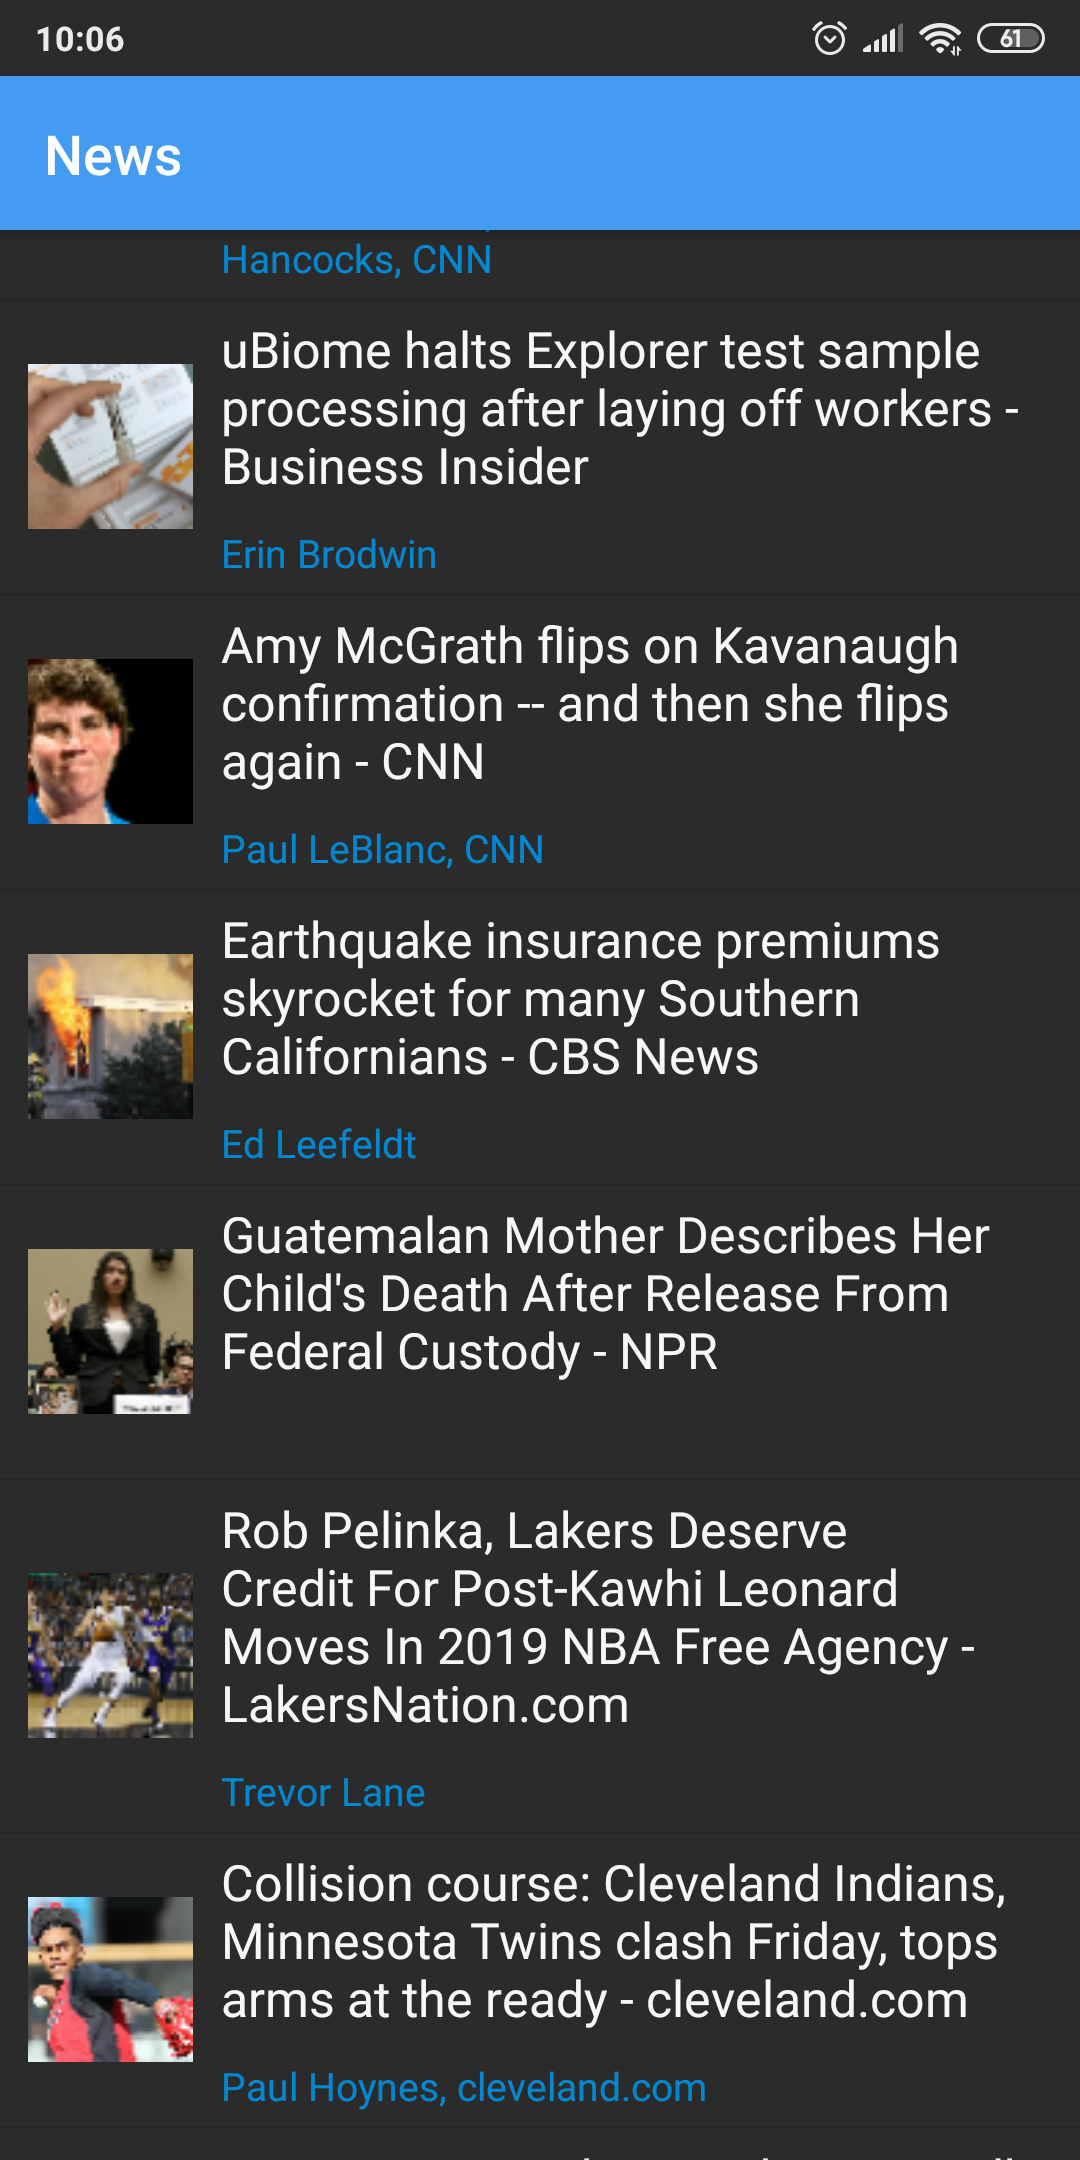 10:06
61
News
Hancocks, CNN
uBiome halts Explorer test sample
processing after laying off workers -
Business Insider
Erin Brodwin
Amy McGrath flips on Kavanaugh
confirmation -- and then she flips
again - CNN
Paul LeBlanc, CNN
Earthquake insurance premiums
skyrocket for many Southern
Californians - CBS News
Ed Leefeldt
Guatemalan Mother Describes Her
Child's Death After Release From
Federal Custody - NPR
Rob Pelinka, Lakers Deserve
Credit For Post-Kawhi Leonard
Moves In 2019 NBA Free Agency -
LakersNation.com
Trevor Lane
Collision course: Cleveland Indians,
Minnesota Twins clash Friday, tops
arms at the ready - cleveland.com
Paul Hoynes, cleveland.com